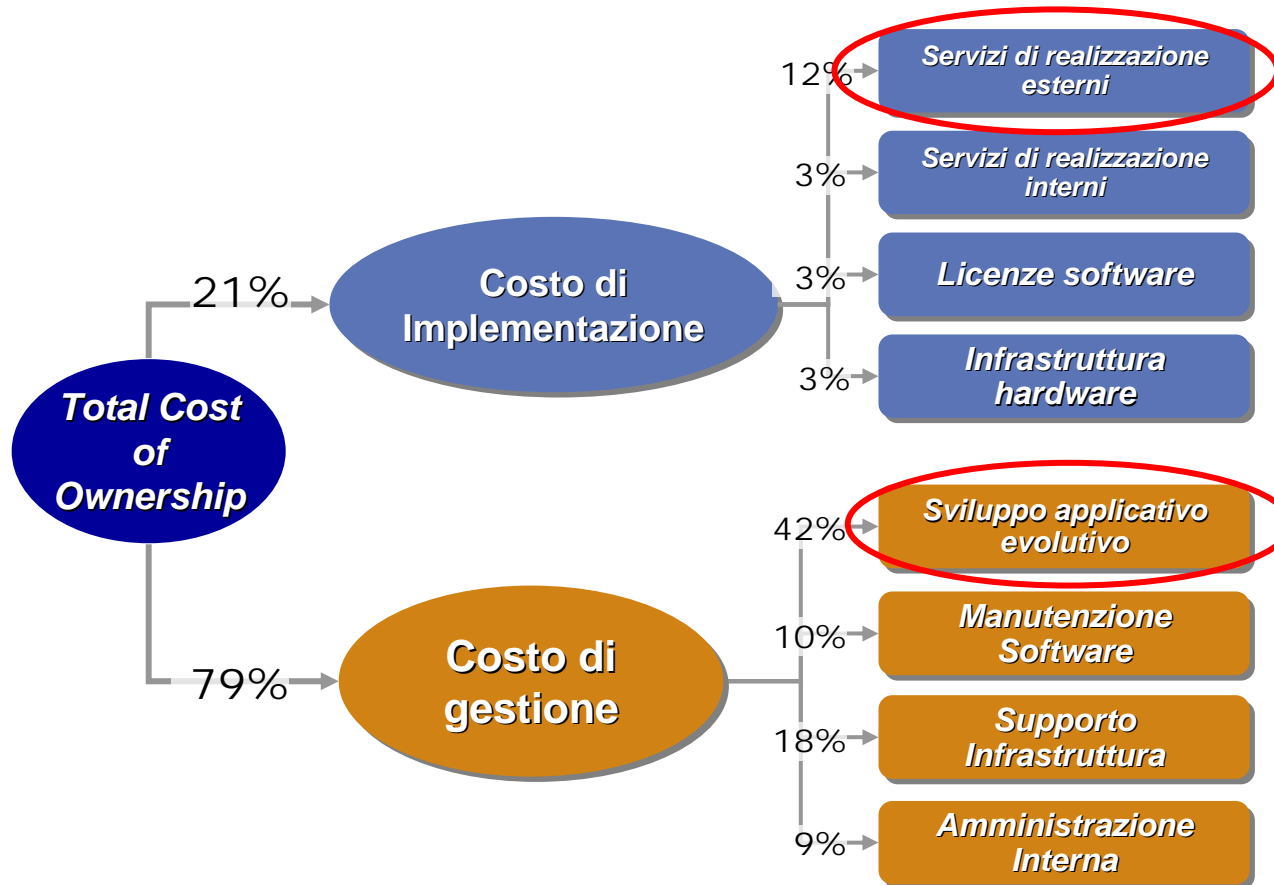 12%
Servizi di realizzazione
esterni
3%
Servizi di realizzazione
interni
21%
Costo di
Implementazione
3%
Licenze software
3%
Infrastruttura
hardware
Total Cost
of
Ownership
42%
Sviluppo applicativo
evolutivo
79%
Costo di
gestione
10%
Manutenzione
Software
18%
Supporto
Infrastruttura
9%
Amministrazione
Interna